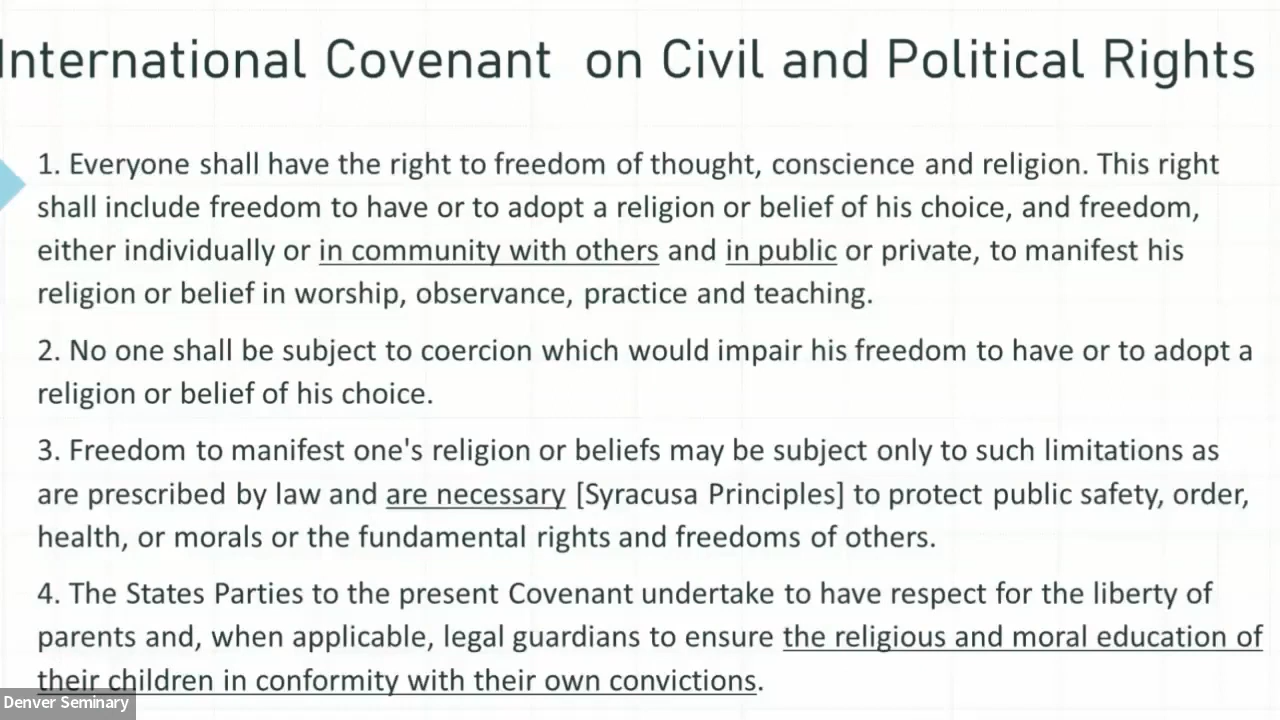 International Covenant on Civil and Political Rights
1. Everyone shall have the right to freedom of thought, conscience and religion. This right
shall include freedom to have or to adopt a religion or belief of his choice, and freedom,
either individually or in community with others and in public or private, to manifest his
religion or belief in worship, observance, practice and teaching.
2. No one shall be subject to coercion which would impair his freedom to have or to adopt a
religion or belief of his choice.
3. Freedom to manifest one's religion or beliefs may be subject only to such limitations as
are prescribed by law and are necessary [Syracusa Principles] to protect public safety, order,
health, or morals or the fundamental rights and freedoms of others.
4. The States Parties to the present Covenant undertake to have respect for the liberty of
parents and, when applicable, legal guardians to ensure the religious and moral education of
their children in conformity with their own convictions.
Denver Seminary